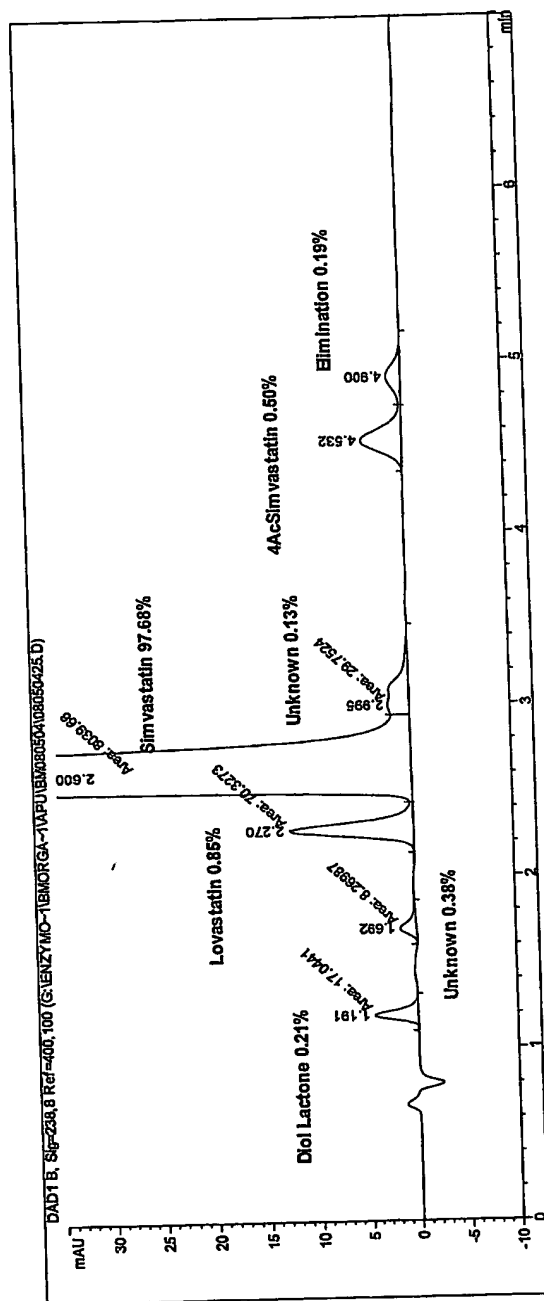 DAD1 B, Sig=238,8 Ref=400,100 (G:\ENZYMO~1\BMORGA~1\APU\BM080504\08050425.D)
mAU
30
25
20
15
10
5
0
-5
-10
Diol Lactone 0.21%
1.191
Area: 17.0441
Unknown 0.38%
1.692
Area: 8.26987
Lovastatin 0.85%
2.270
Area: 70.3273
2.600
Area: 8039.68
Simvastatin 97.68%
Unknown 0.13%
2.995
Area: 29.7524
4AcSimvastatin 0.50%
4.532
Elimination 0.19%
4.900
0
1
2
3
4
5
6
min